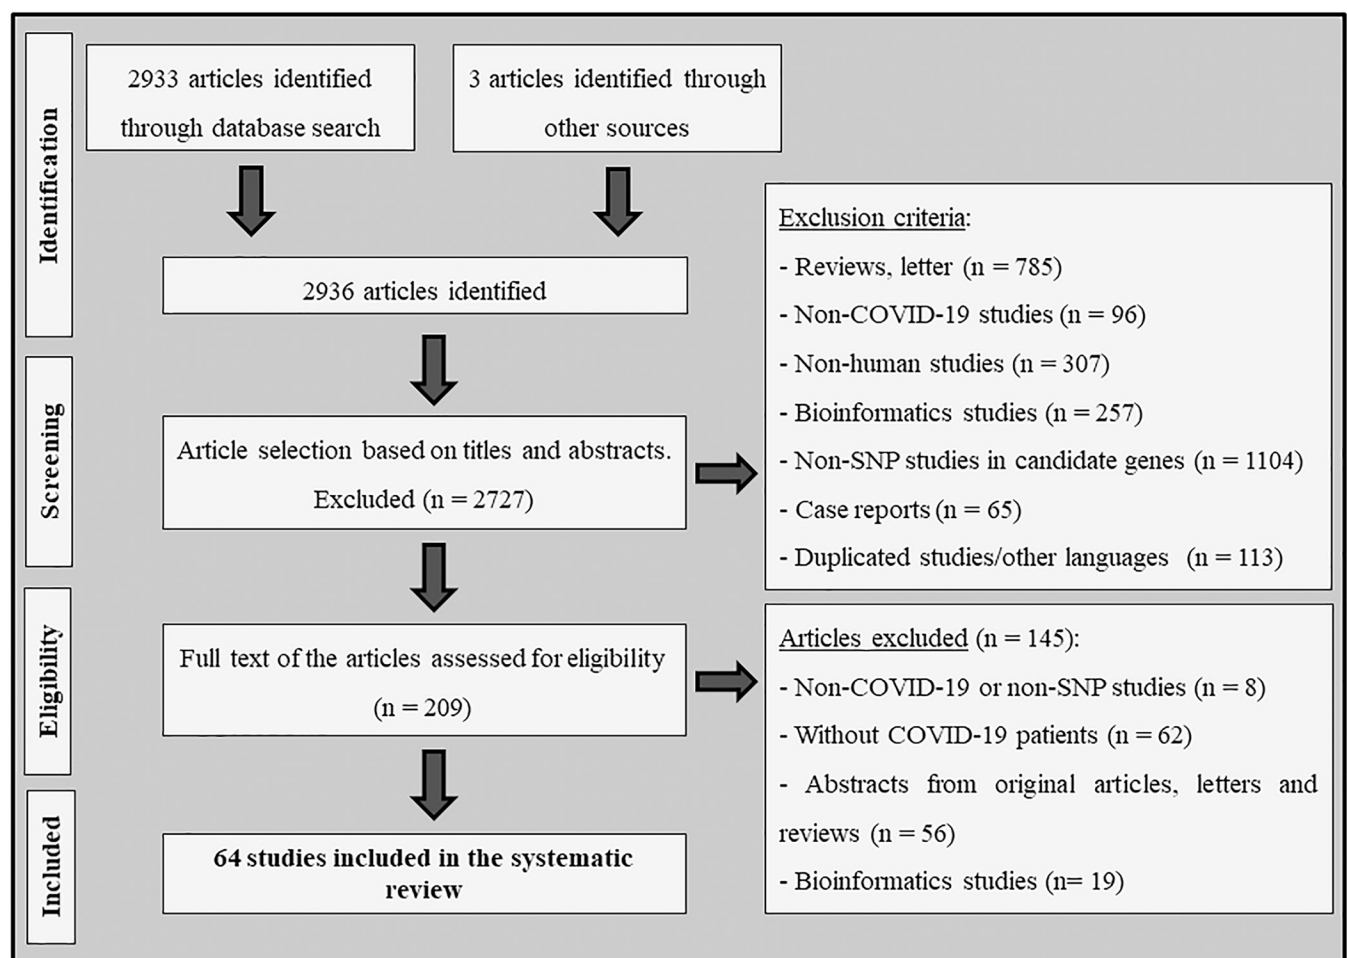 Identification
2933 articles identified
through database search
3 articles identified through
other sources
2936 articles identified
Screening
Article selection based on titles and abstracts.
Excluded (n = 2727)
Exclusion criteria:
- Reviews, letter (n = 785)
- Non-COVID-19 studies (n = 96)
- Non-human studies (n = 307)
- Bioinformatics studies (n = 257)
- Non-SNP studies in candidate genes (n = 1104)
- Case reports (n = 65)
- Duplicated studies/other languages (n = 113)
Eligibility
Full text of the articles assessed for eligibility
(n = 209)
Articles excluded (n = 145):
- Non-COVID-19 or non-SNP studies (n = 8)
- Without COVID-19 patients (n = 62)
- Abstracts from original articles, letters and
reviews (n = 56)
- Bioinformatics studies (n= 19)
Included
64 studies included in the systematic
review